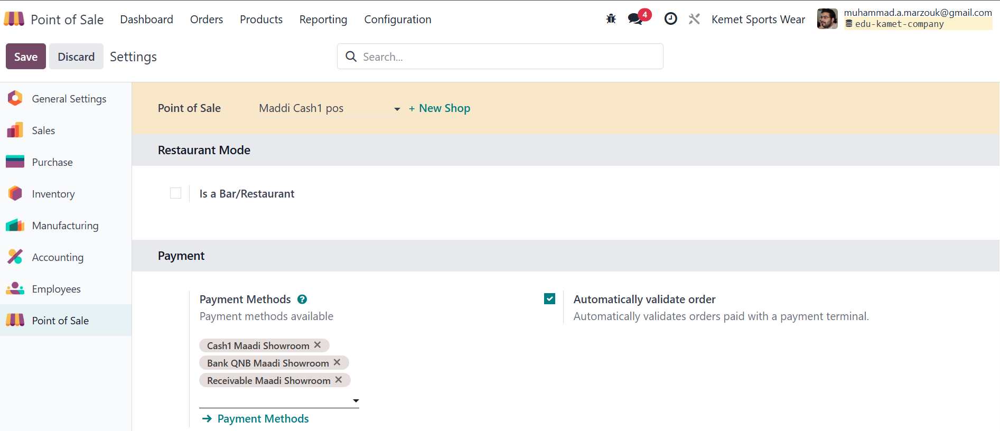 Point of Sale Dashboard Orders Products Reporting Configuration 4 Kemet Sports Wear muhammad.a.marzouk@gmail.com
edu-kamet-company
Save Discard Settings Search...
General Settings
Sales
Purchase
Inventory
Manufacturing
Accounting
Employees
Point of Sale
Point of Sale Maddi Cash1 pos + New Shop
Restaurant Mode
Is a Bar/Restaurant
Payment
Payment Methods ?
Payment methods available
Cash1 Maadi Showroom ×
Bank QNB Maadi Showroom ×
Receivable Maadi Showroom ×
→ Payment Methods
Automatically validate order
Automatically validates orders paid with a payment terminal.